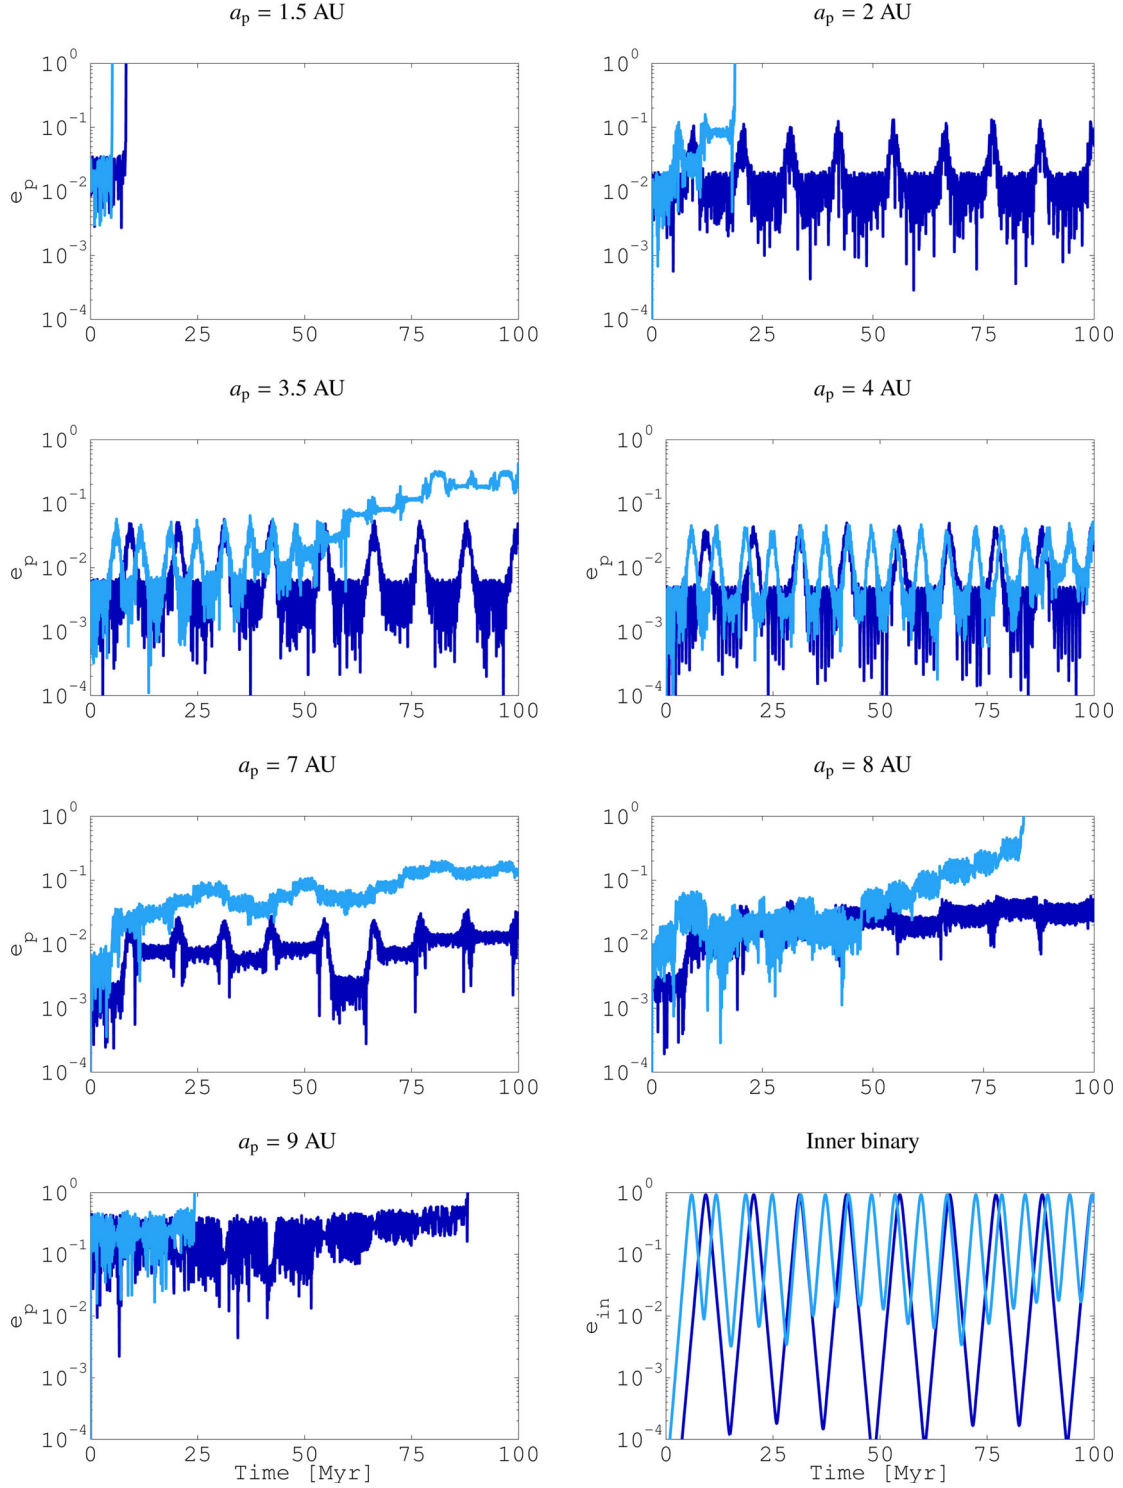 a_p = 1.5 AU
a_p = 2 AU
10^0
10^-1
10^-2
10^-3
10^-4
e_p
0 25 50 75 100
10^0
10^-1
10^-2
10^-3
10^-4
0 25 50 75 100
a_p = 3.5 AU
a_p = 4 AU
10^0
10^-1
10^-2
10^-3
10^-4
e_p
0 25 50 75 100
10^0
10^-1
10^-2
10^-3
10^-4
e_p
0 25 50 75 100
a_p = 7 AU
a_p = 8 AU
10^0
10^-1
10^-2
10^-3
10^-4
e_p
0 25 50 75 100
10^0
10^-1
10^-2
10^-3
10^-4
0 25 50 75 100
a_p = 9 AU
Inner binary
10^0
10^-1
10^-2
10^-3
10^-4
e_p
0 25 50 75 100
Time [Myr]
10^0
10^-1
10^-2
10^-3
10^-4
e_in
0 25 50 75 100
Time [Myr]